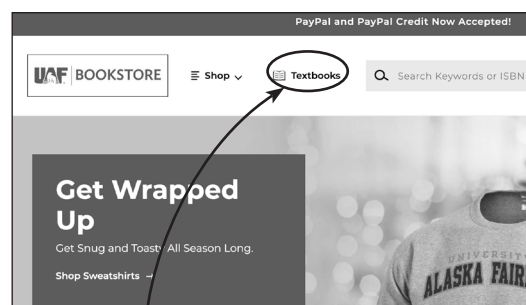 PayPal and PayPal Credit Now Accepted!
UAF BOOKSTORE
Shop
Textbooks
Search Keywords or ISBN
Get Wrapped
Up
Get Snug and Toasty All Season Long.
Shop Sweatshirts →
UNIVERSITY
ALASKA FAIR